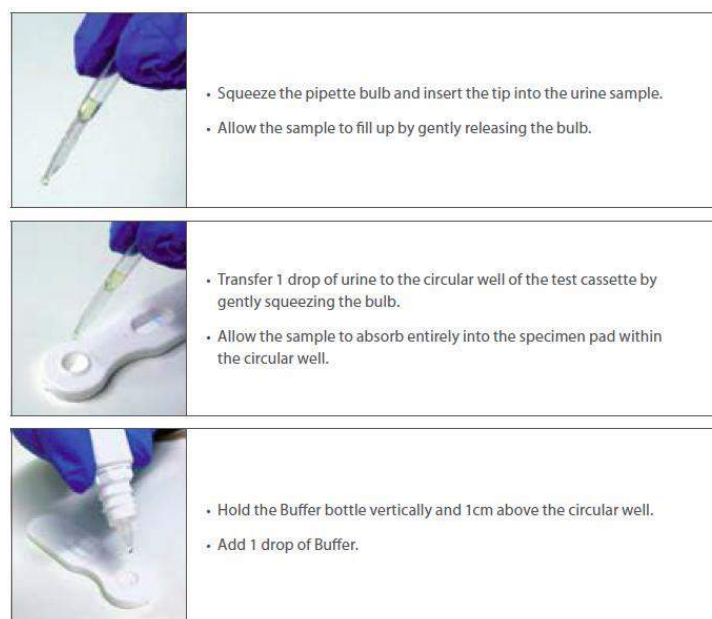 • Squeeze the pipette bulb and insert the tip into the urine sample.
• Allow the sample to fill up by gently releasing the bulb.
• Transfer 1 drop of urine to the circular well of the test cassette by
gently squeezing the bulb.
• Allow the sample to absorb entirely into the specimen pad within
the circular well.
• Hold the Buffer bottle vertically and 1cm above the circular well.
• Add 1 drop of Buffer.